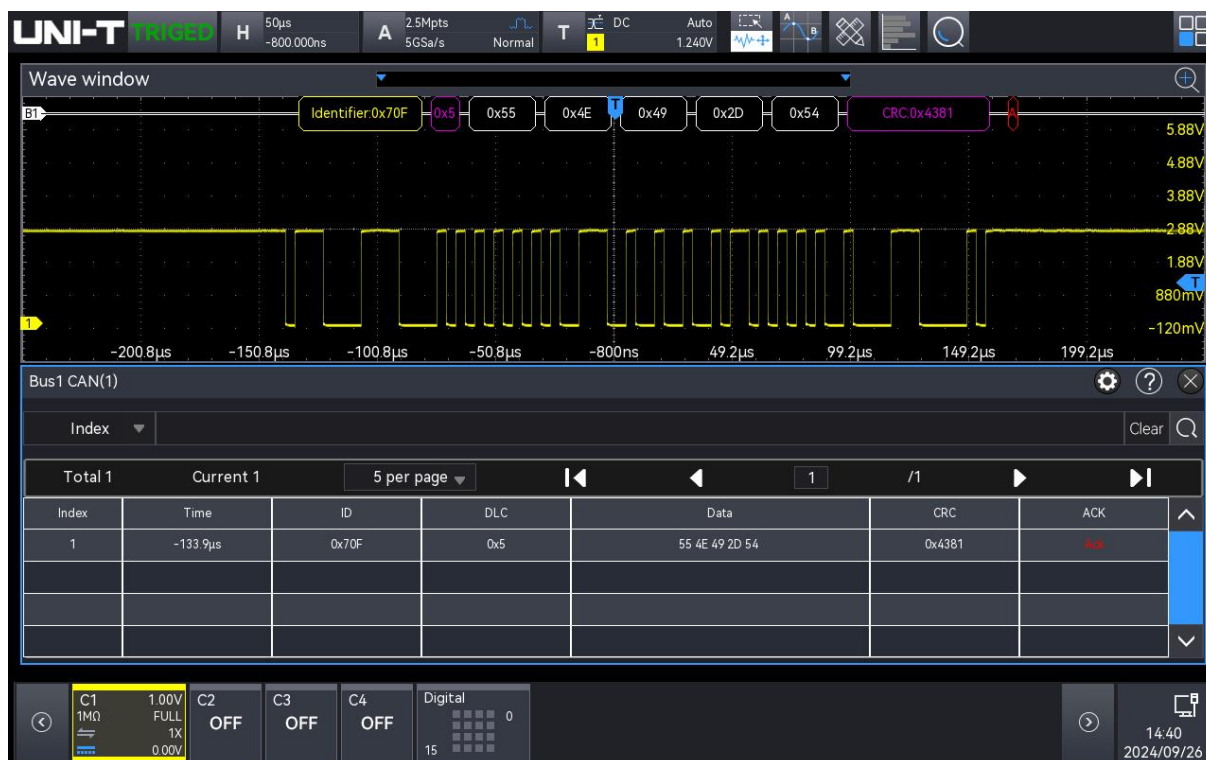 UNI-T TRIGED H 50μs -800.000ns A 2.5Mpts 5GSa/s Normal T DC 1 Auto 1.240V A B
Wave window
B1 Identifier:0x70F 0x5 0x55 0x4E T 0x49 0x2D 0x54 CRC:0x4381 A
5.88V
4.88V
3.88V
2.88V
1.88V
T
880mV
1
-120mV
-200.8μs -150.8μs -100.8μs -50.8μs -800ns 49.2μs 99.2μs 149.2μs 199.2μs
Bus1 CAN(1) ?
Index Clear
Total 1 Current 1 5 per page 1 /1
Index Time ID DLC Data CRC ACK
1 -133.9μs 0x70F 0x5 55 4E 49 2D 54 0x4381 Ack
C1 1.00V C2 C3 C4 Digital
1MΩ FULL OFF OFF OFF 0
1X
0.00V 15
14:40
2024/09/26